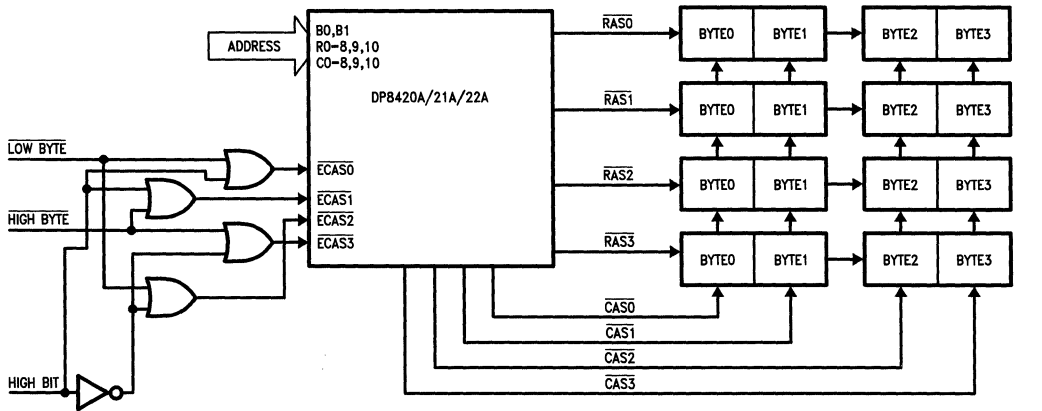 ADDRESS
B0,B1
R0–8,9,10
C0–8,9,10
DP8420A/21A/22A
RAS0
BYTE0 BYTE1 BYTE2 BYTE3
RAS1
BYTE0 BYTE1 BYTE2 BYTE3
LOW BYTE
ECAS0
RAS2
BYTE0 BYTE1 BYTE2 BYTE3
ECAS1
HIGH BYTE
ECAS2
ECAS3
RAS3
BYTE0 BYTE1 BYTE2 BYTE3
CAS0
CAS1
CAS2
CAS3
HIGH BIT